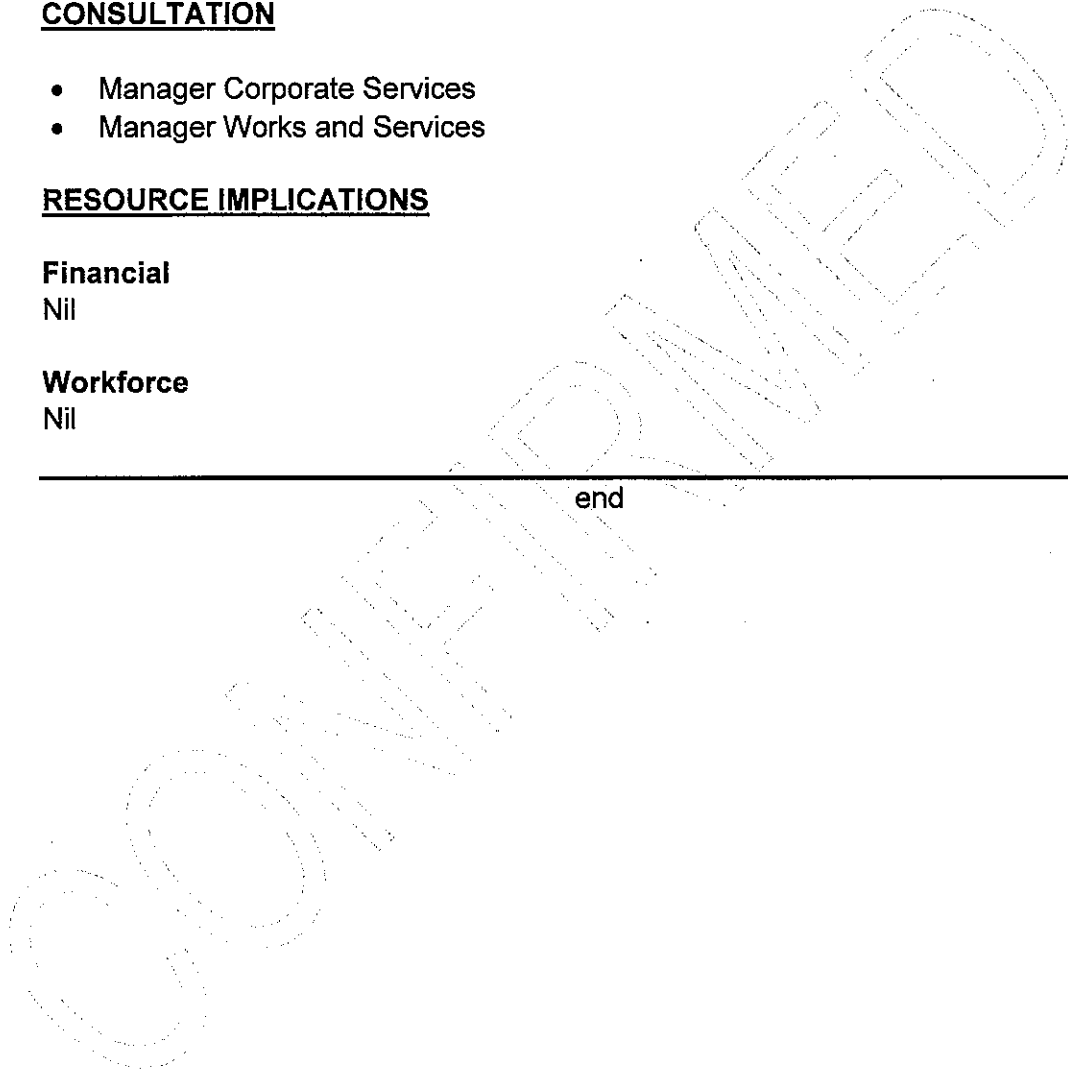 CONSULTATION
• Manager Corporate Services
• Manager Works and Services
RESOURCE IMPLICATIONS
Financial
Nil
Workforce
Nil
end
CONFIRMED